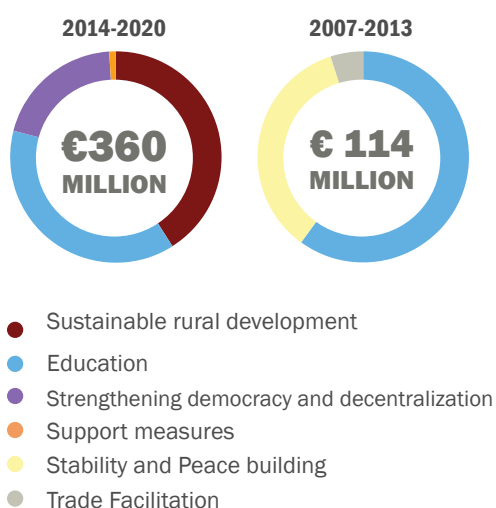 2014-2020
2007-2013
€360
MILLION
€ 114
MILLION
Sustainable rural development
Education
Strengthening democracy and decentralization
Support measures
Stability and Peace building
Trade Facilitation